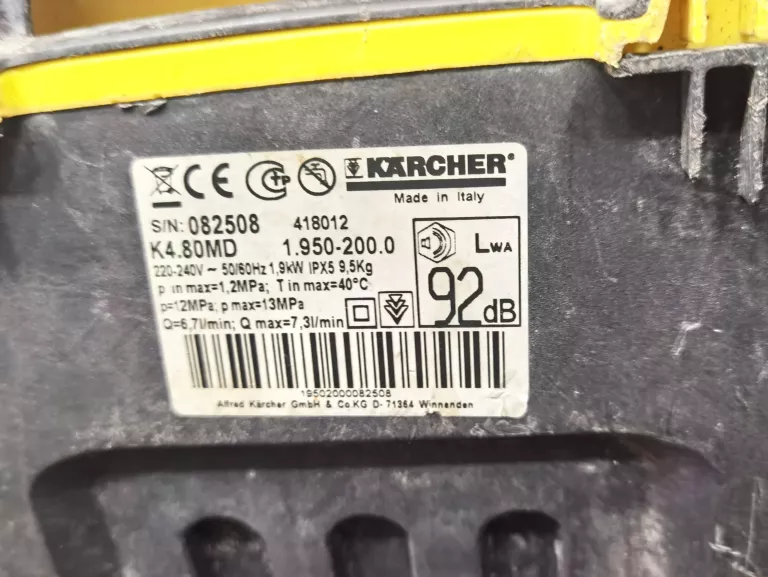 KÄRCHER®
Made in Italy
S/N: 082508 418012
K4.80MD 1.950-200.0
220-240V ~ 50/60Hz 1,9kW IPX5 9,5Kg
p in max=1,2MPa; T in max=40°C
p=12MPa; p max=13MPa
Q=6,7l/min; Q max=7,3l/min
LWA
92dB
19502000082508
Alfred Kärcher GmbH & Co.KG D- 71364 Winnenden